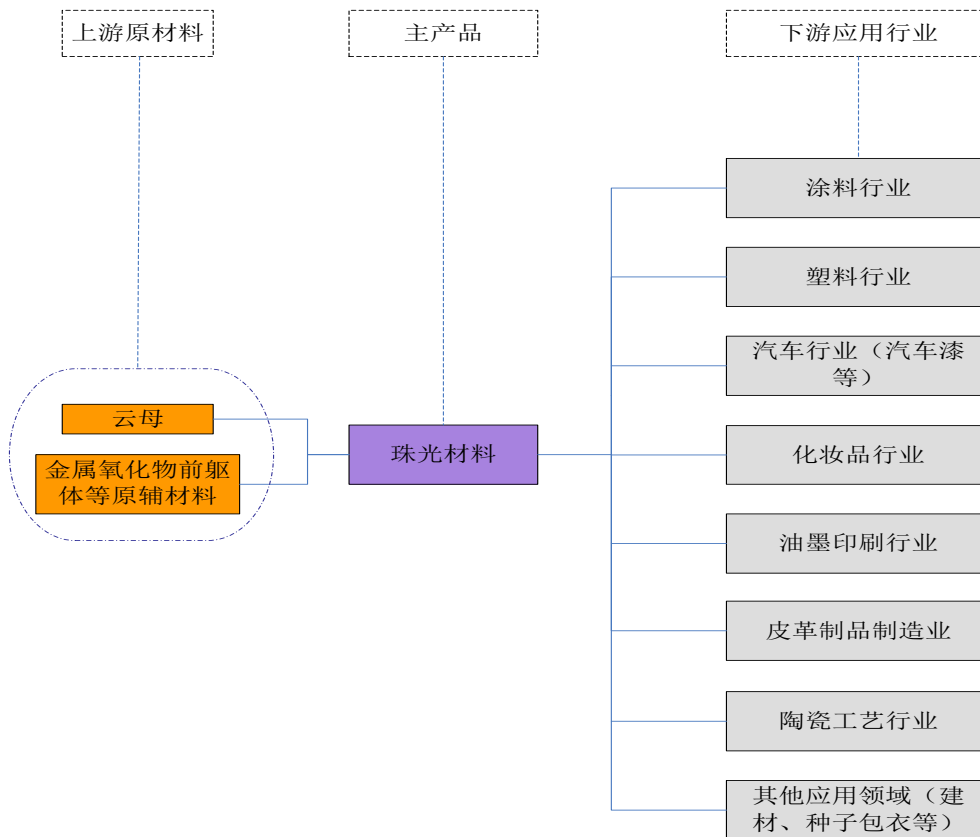 上游原材料
主产品
下游应用行业
涂料行业
塑料行业
汽车行业（汽车漆
等）
云母
金属氧化物前驱
体等原辅材料
珠光材料
化妆品行业
油墨印刷行业
皮革制品制造业
陶瓷工艺行业
其他应用领域（建
材、种子包衣等）